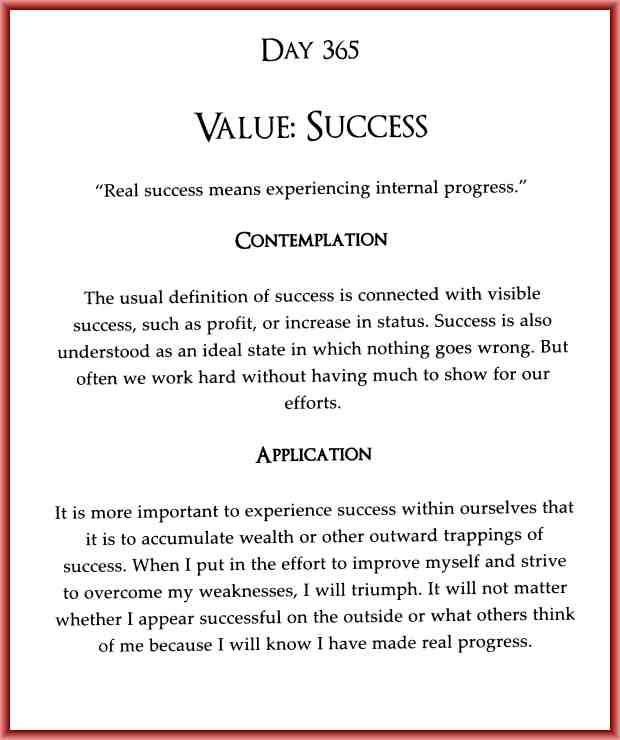 Day 365
Value: Success
“Real success means experiencing internal progress.”
Contemplation
The usual definition of success is connected with visible
success, such as profit, or increase in status. Success is also
understood as an ideal state in which nothing goes wrong. But
often we work hard without having much to show for our
efforts.
Application
It is more important to experience success within ourselves that
it is to accumulate wealth or other outward trappings of
success. When I put in the effort to improve myself and strive
to overcome my weaknesses, I will triumph. It will not matter
whether I appear successful on the outside or what others think
of me because I will know I have made real progress.